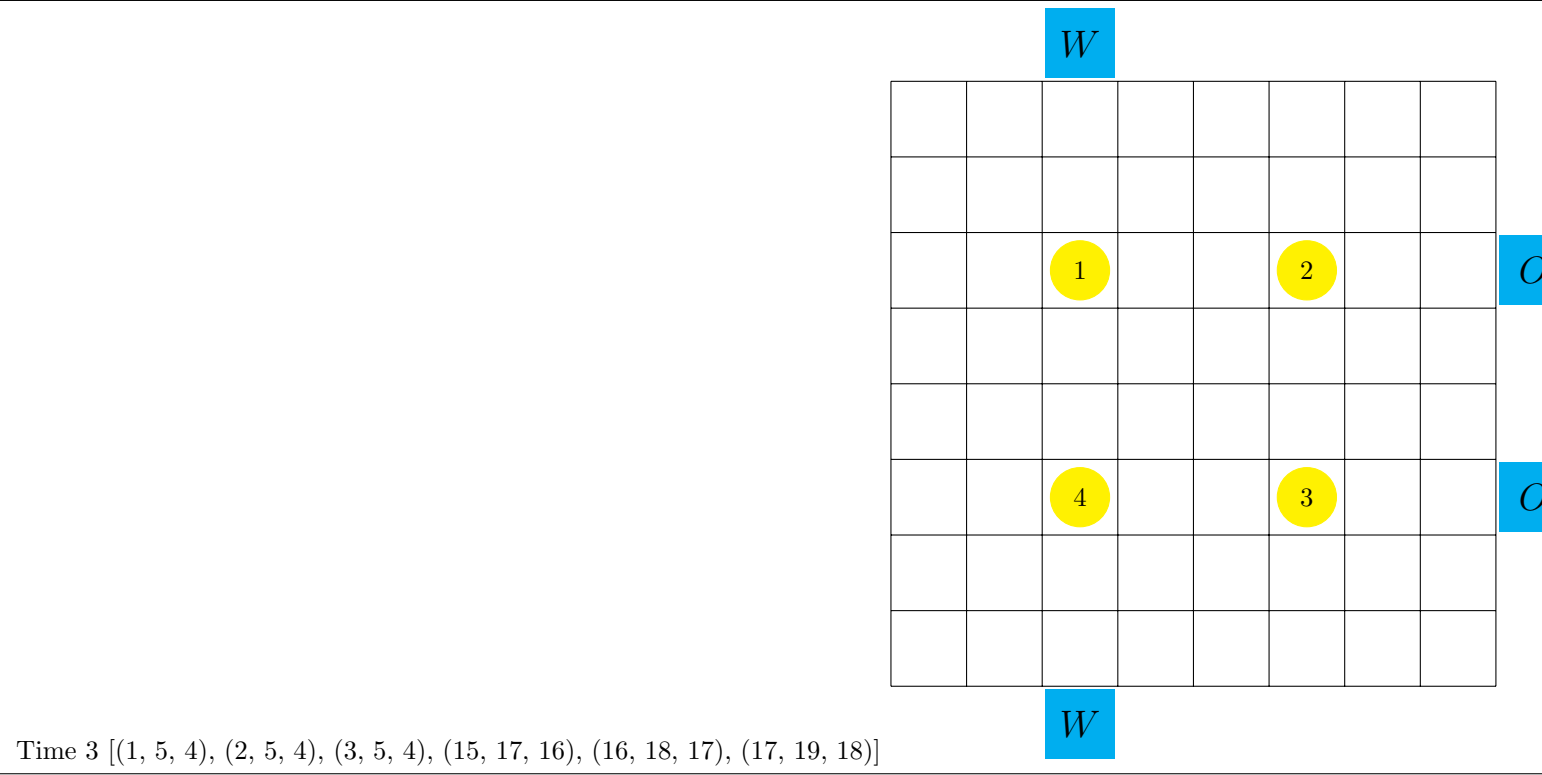 W
1 2 O
4 3 O
W
Time 3 [(1, 5, 4), (2, 5, 4), (3, 5, 4), (15, 17, 16), (16, 18, 17), (17, 19, 18)]